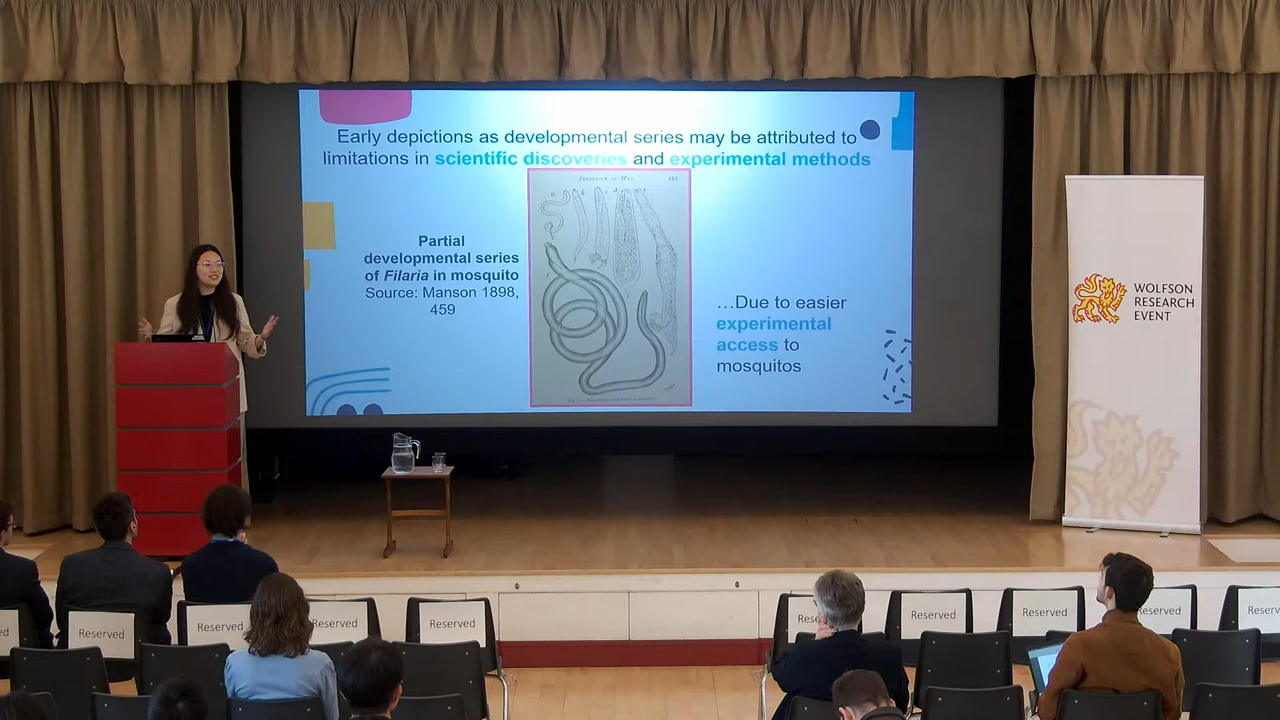 Early depictions as developmental series may be attributed to
limitations in scientific discoveries and experimental methods
Partial
developmental series
of Filaria in mosquito
Source: Manson 1898,
459
…Due to easier
experimental
access to
mosquitos
WOLFSON
RESEARCH
EVENT
Reserved
Reserved
Reserved
Reserved
Reserved
Reserved
Reserved